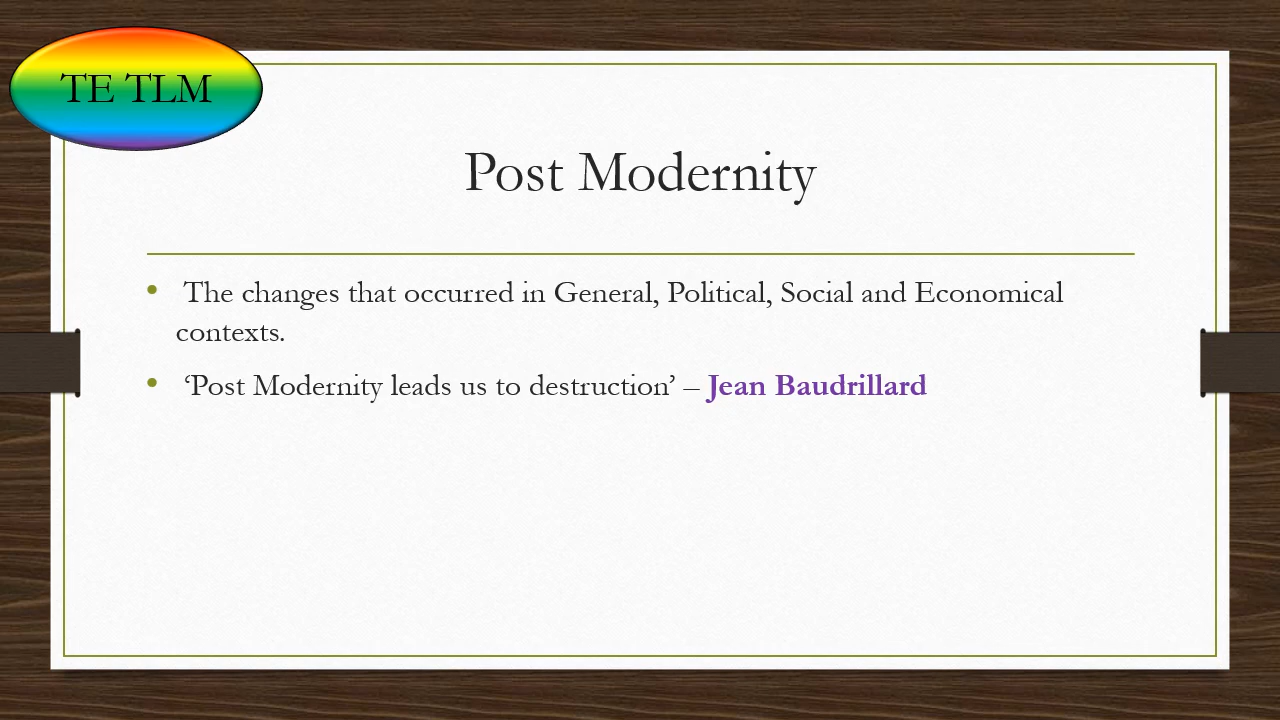 TE TLM
Post Modernity
• The changes that occurred in General, Political, Social and Economical
contexts.
• ‘Post Modernity leads us to destruction’ – Jean Baudrillard